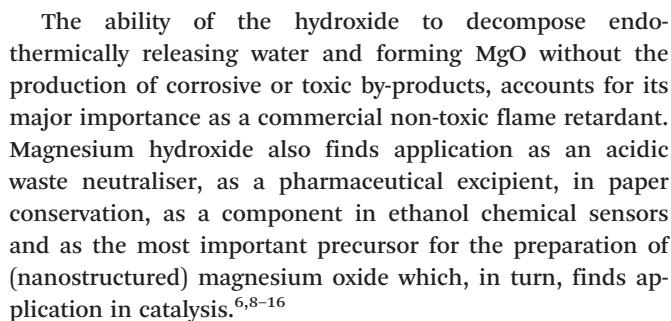 The ability of the hydroxide to decompose endo-
thermically releasing water and forming MgO without the
production of corrosive or toxic by-products, accounts for its
major importance as a commercial non-toxic flame retardant.
Magnesium hydroxide also finds application as an acidic
waste neutraliser, as a pharmaceutical excipient, in paper
conservation, as a component in ethanol chemical sensors
and as the most important precursor for the preparation of
(nanostructured) magnesium oxide which, in turn, finds ap-
plication in catalysis.6,8–16